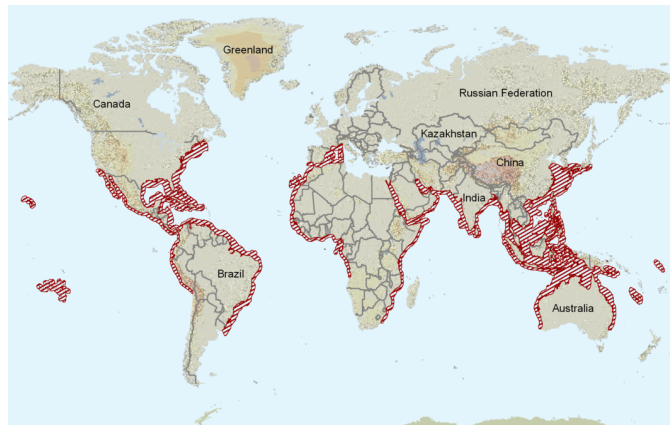 Greenland
Canada
Russian Federation
Kazakhstan
China
India
Brazil
Australia